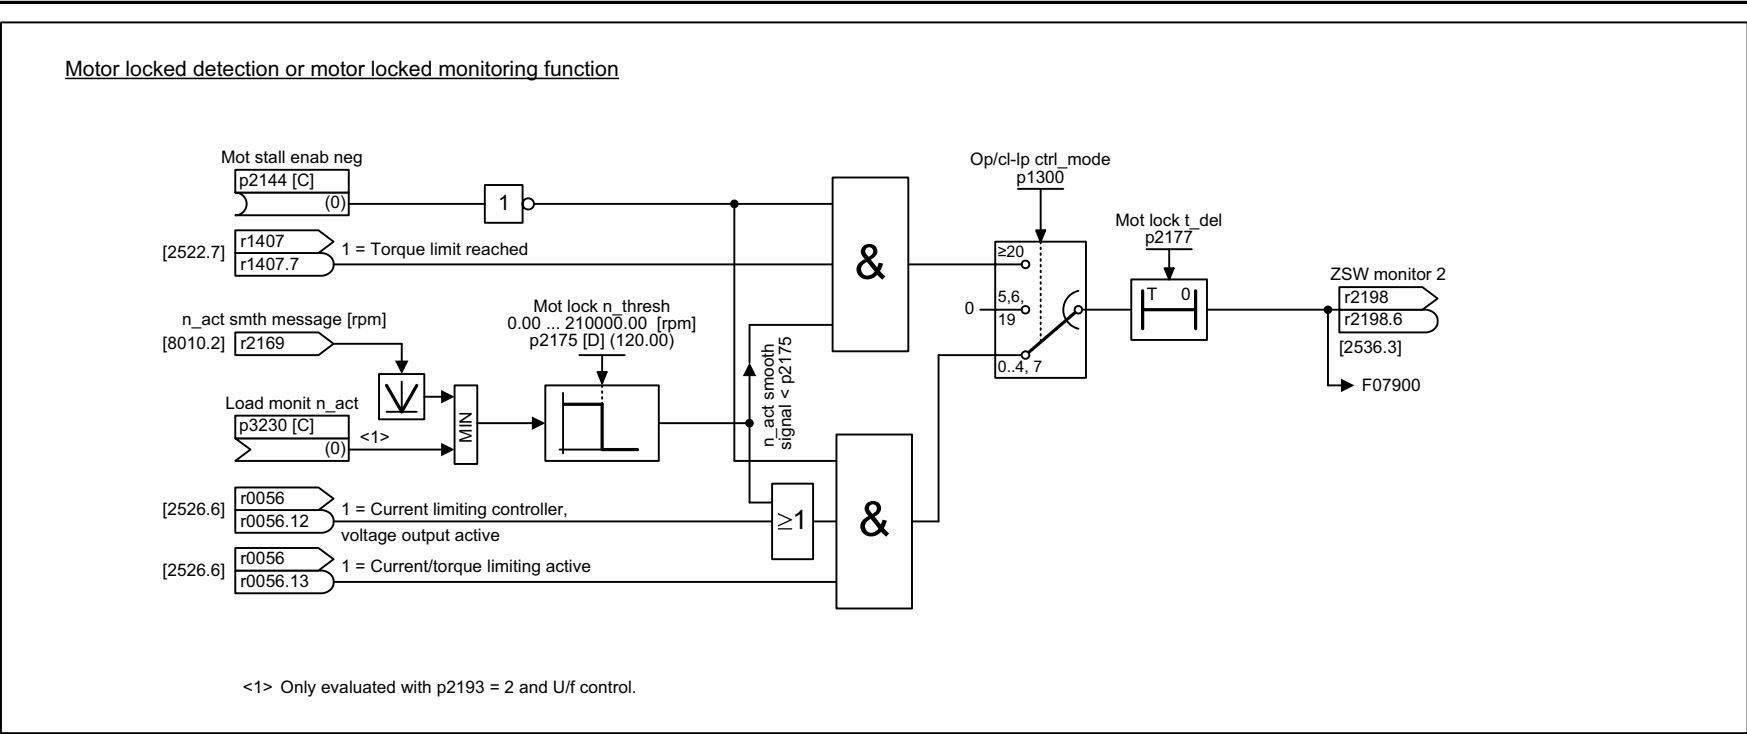 Motor locked detection or motor locked monitoring function
Mot stall enab neg
p2144 [C]
(0)
1
[2522.7]
r1407
r1407.7
1 = Torque limit reached
&
Op/cl-lp ctrl_mode
p1300
≥20
0
5,6,
19
0..4, 7
Mot lock t_del
p2177
T 0
ZSW monitor 2
r2198
r2198.6
[2536.3]
F07900
n_act smth message [rpm]
[8010.2]
r2169
Mot lock n_thresh
0.00 ... 210000.00 [rpm]
p2175 [D] (120.00)
Load monit n_act
p3230 [C]
(0)
<1>
MIN
n_act smooth
signal < p2175
[2526.6]
r0056
r0056.12
1 = Current limiting controller,
voltage output active
≥1
&
[2526.6]
r0056
r0056.13
1 = Current/torque limiting active
<1> Only evaluated with p2193 = 2 and U/f control.